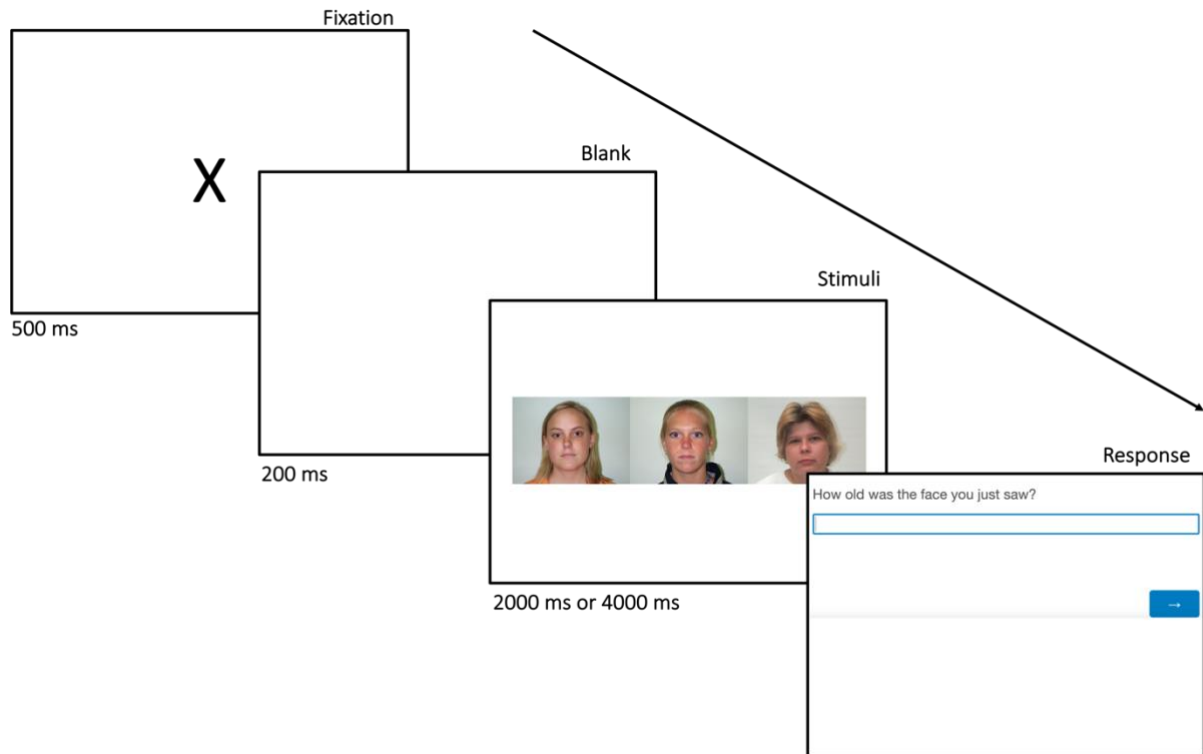 Fixation
X
500 ms
Blank
200 ms
Stimuli
2000 ms or 4000 ms
Response
How old was the face you just saw?
→